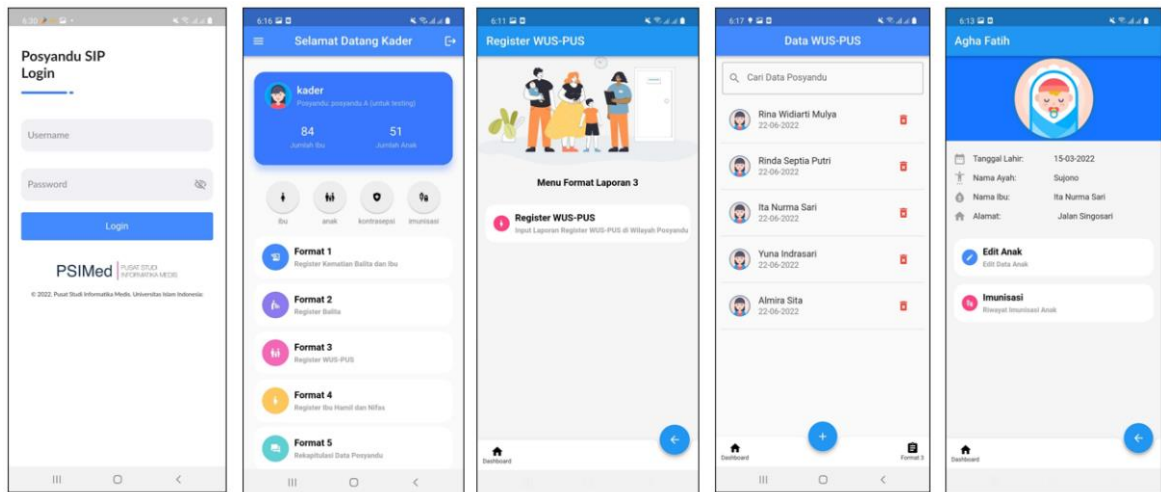 6:30
Posyandu SIP
Login
Username
Password
Login
PSIMed PUSAT STUDI
INFORMATIKA MEDIS
© 2022. Pusat Studi Informatika Medis. Universitas Islam Indonesia
6:16
Selamat Datang Kader
kader
Posyandu: posyandu A (untuk testing)
84 51
Jumlah Ibu Jumlah Anak
ibu anak kontrasepsi imunisasi
Format 1
Register Kematian Balita dan Ibu
Format 2
Register Balita
Format 3
Register WUS-PUS
Format 4
Register Ibu Hamil dan Nifas
Format 5
Rekapitulasi Data Posyandu
6:11
Register WUS-PUS
Menu Format Laporan 3
Register WUS-PUS
Input Laporan Register WUS-PUS di Wilayah Posyandu
Dashboard
6:17
Data WUS-PUS
Cari Data Posyandu
Rina Widiarti Mulya
22-06-2022
Rinda Septia Putri
22-06-2022
Ita Nurma Sari
22-06-2022
Yuna Indrasari
22-06-2022
Almira Sita
22-06-2022
Dashboard Format 3
6:13
Agha Fatih
Tanggal Lahir: 15-03-2022
Nama Ayah: Sujono
Nama Ibu: Ita Nurma Sari
Alamat: Jalan Singosari
Edit Anak
Edit Data Anak
Imunisasi
Riwayat Imunisasi Anak
Dashboard